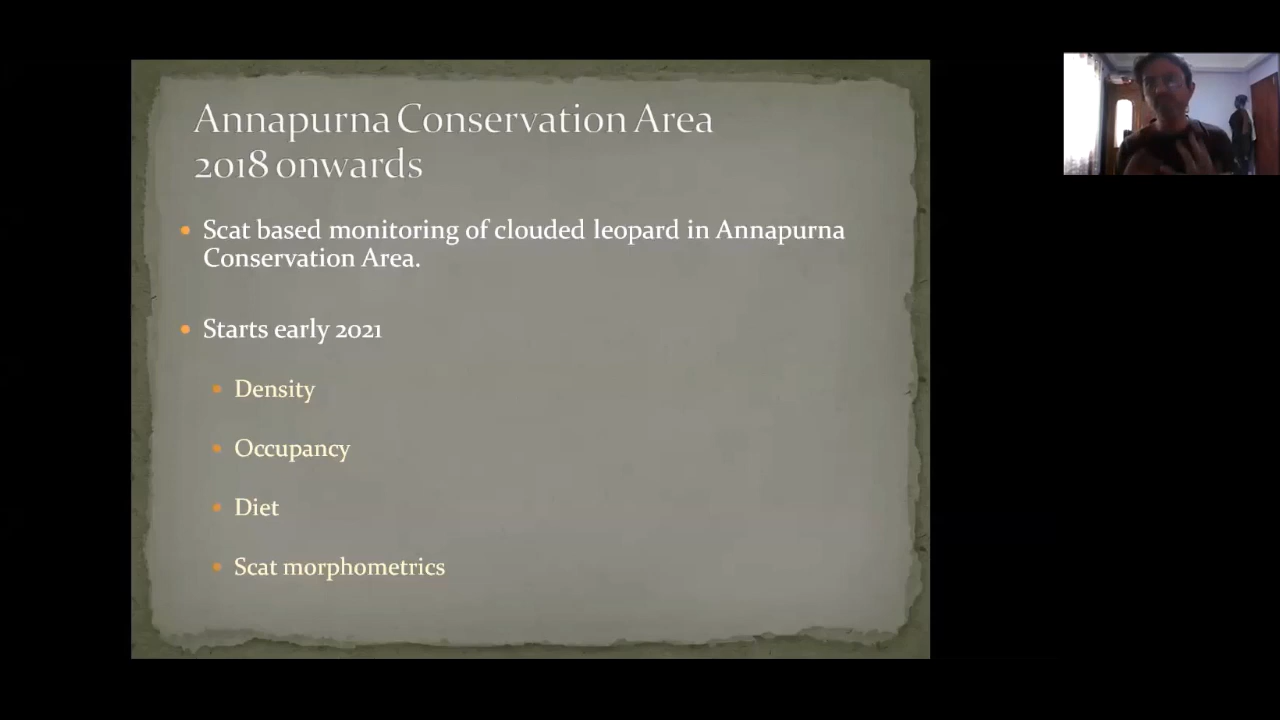 Annapurna Conservation Area
2018 onwards
Scat based monitoring of clouded leopard in Annapurna
Conservation Area.
Starts early 2021
Density
Occupancy
Diet
Scat morphometrics